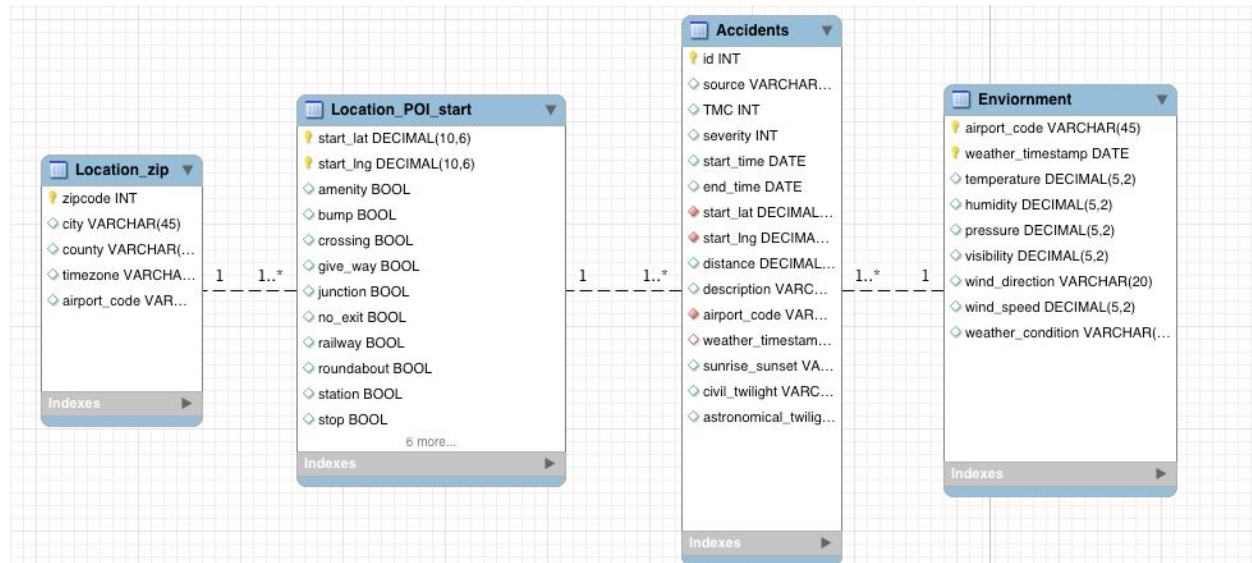 Location_zip
zipcode INT
city VARCHAR(45)
county VARCHAR(...
timezone VARCHA...
airport_code VAR...
Indexes
1
1..*
Location_POI_start
start_lat DECIMAL(10,6)
start_lng DECIMAL(10,6)
amenity BOOL
bump BOOL
crossing BOOL
give_way BOOL
junction BOOL
no_exit BOOL
railway BOOL
roundabout BOOL
station BOOL
stop BOOL
6 more...
Indexes
1
1..*
Accidents
id INT
source VARCHAR...
TMC INT
severity INT
start_time DATE
end_time DATE
start_lat DECIMAL...
start_lng DECIMA...
distance DECIMAL...
description VARC...
airport_code VAR...
weather_timestam...
sunrise_sunset VA...
civil_twilight VARC...
astronomical_twilig...
Indexes
1..*
1
Enviornment
airport_code VARCHAR(45)
weather_timestamp DATE
temperature DECIMAL(5,2)
humidity DECIMAL(5,2)
pressure DECIMAL(5,2)
visibility DECIMAL(5,2)
wind_direction VARCHAR(20)
wind_speed DECIMAL(5,2)
weather_condition VARCHAR(...
Indexes